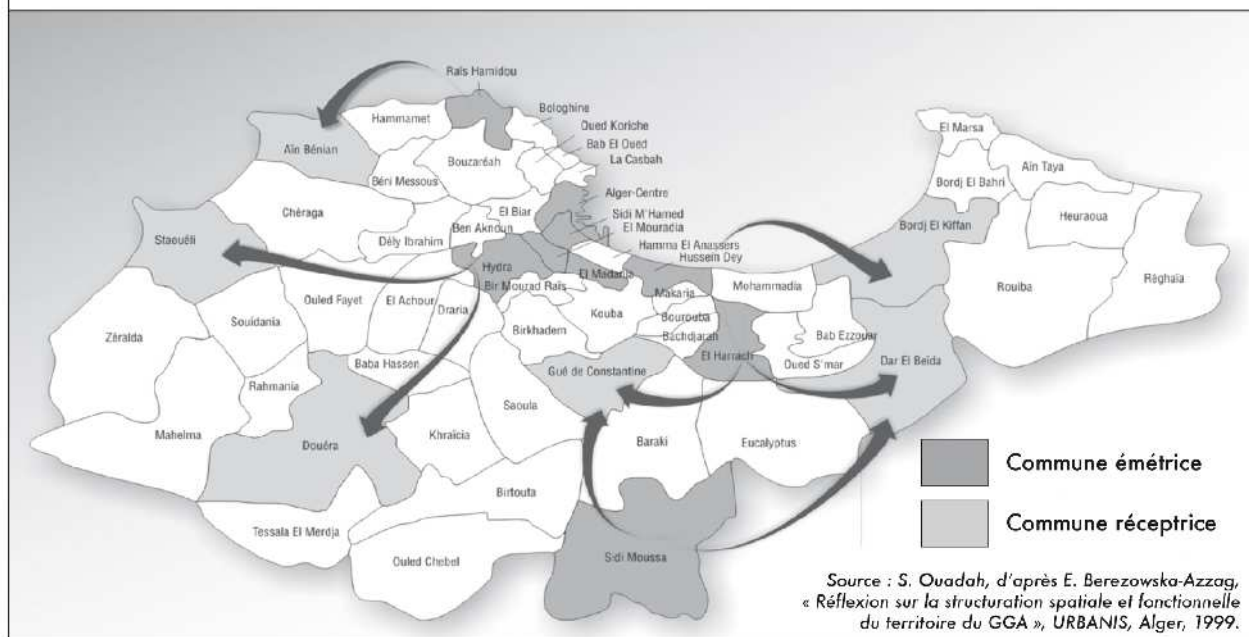 Raïs Hamidou
Bologhine
Hammamet
Oued Koriche
El Marsa
Bab El Oued
Aïn Bénian
La Casbah
Bouzaréah
Aïn Taya
Béni Messous
Bordj El Bahri
Alger-Centre
Chéraga
El Biar
Sidi M'Hamed
Heuraoua
Ben Aknoun
El Mouradia
Bordj El Kiffan
Staouéli
Dély Ibrahim
Hamma El Anassers
Hussein Dey
Hydra
El Madania
Réghaïa
Bir Mourad Raïs
Mohammadia
Rouiba
Makaria
Ouled Fayet
El Achour
Draria
Kouba
Bourouba
Souidania
Birkhadem
Bab Ezzouar
Zéralda
Bachdjarah
El Harrach
Dar El Beïda
Baba Hassen
Oued S'mar
Gué de Constantine
Rahmania
Saoula
Mahelma
Douéra
Khraïcia
Baraki
Eucalyptus
Commune émétrice
Birtouta
Commune réceptrice
Tessala El Merdja
Sidi Moussa
Ouled Chebel
Source : S. Ouadah, d'après E. Berezowska-Azzag,
« Réflexion sur la structuration spatiale et fonctionnelle
du territoire du GGA », URBANIS, Alger, 1999.